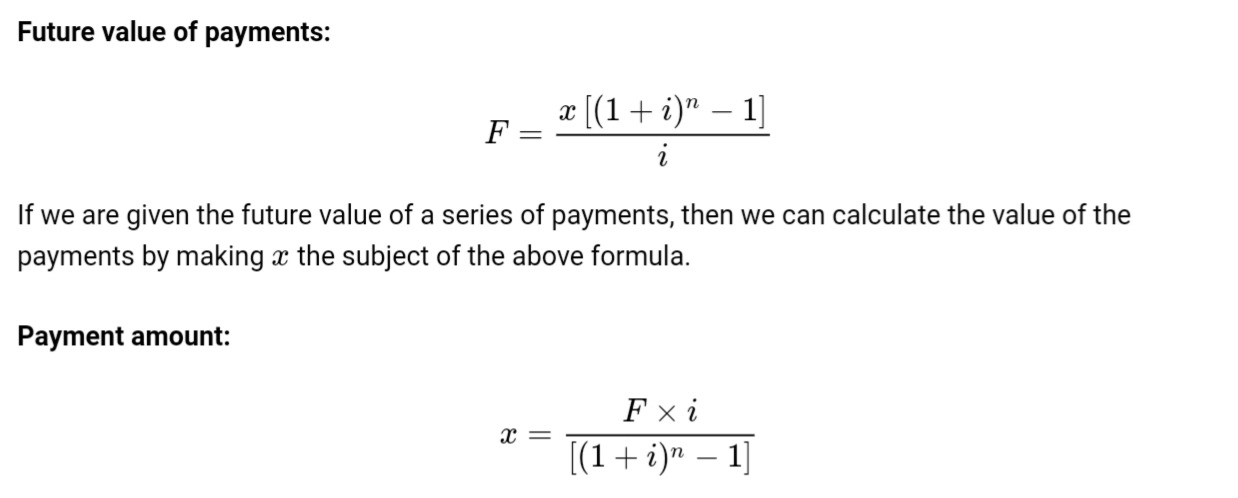 Future value of payments:
F = \frac{x\left[(1+i)^n-1\right]}{i}
If we are given the future value of a series of payments, then we can calculate the value of the
payments by making x the subject of the above formula.
Payment amount:
x = \frac{F \times i}{\left[(1+i)^n-1\right]}